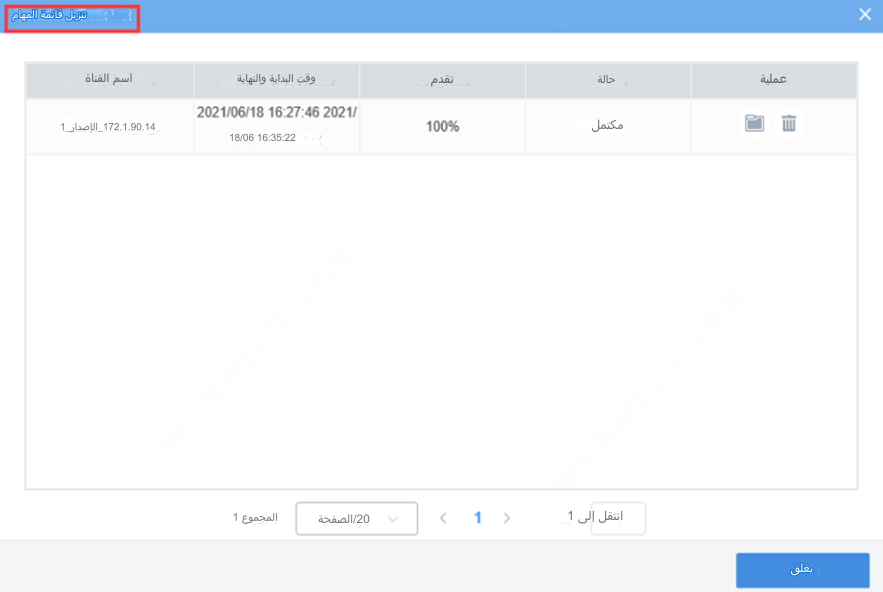 تنزيل قائمة المهام
اسم القناة وقت البداية والنهاية تقدم حالة عملية
172.1.90.14_الإصدار_1 2021/06/18 16:27:46 2021/ 100% مكتمل
18/06 16:35:22
المجموع 1 20/الصفحة 1 انتقل إلى 1
يغلق